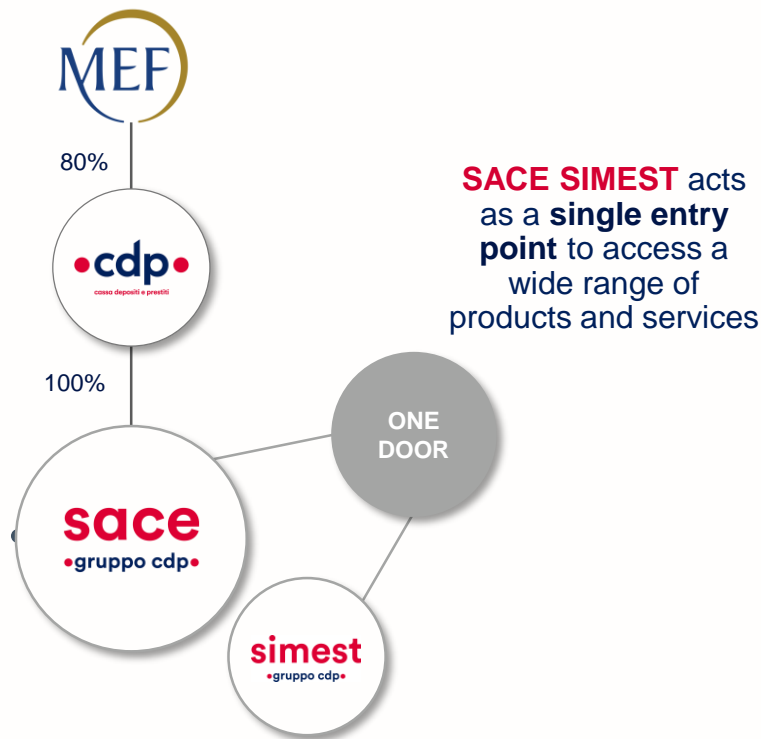 MEF
80%
•cdp•
cassa depositi e prestiti
100%
SACE SIMEST acts
as a single entry
point to access a
wide range of
products and services
ONE
DOOR
sace
•gruppo cdp•
simest
•gruppo cdp•